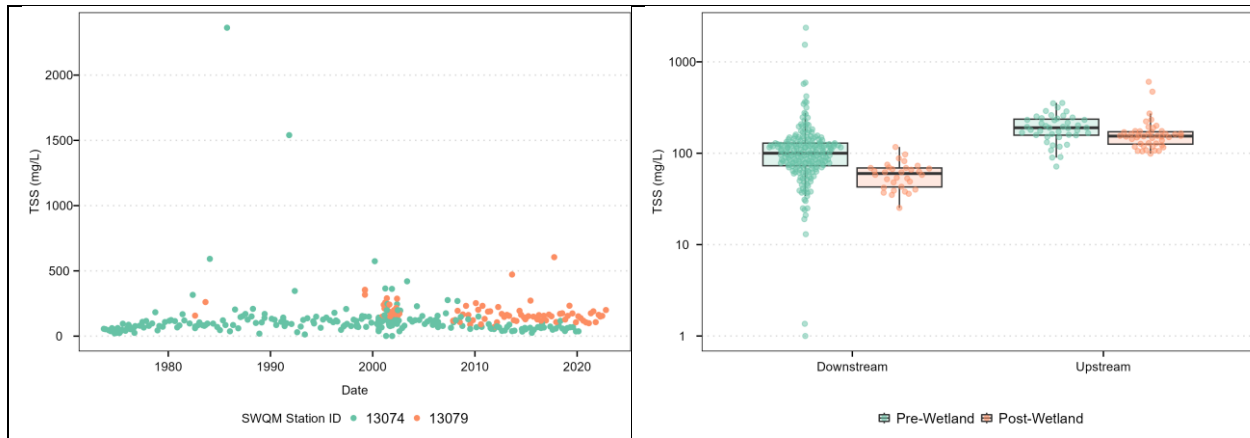 TSS (mg/L)
2000
1500
1000
500
0
1980 1990 2000 2010 2020
Date
SWQM Station ID 13074 13079
TSS (mg/L)
1000
100
10
1
Downstream Upstream
Pre-Wetland Post-Wetland